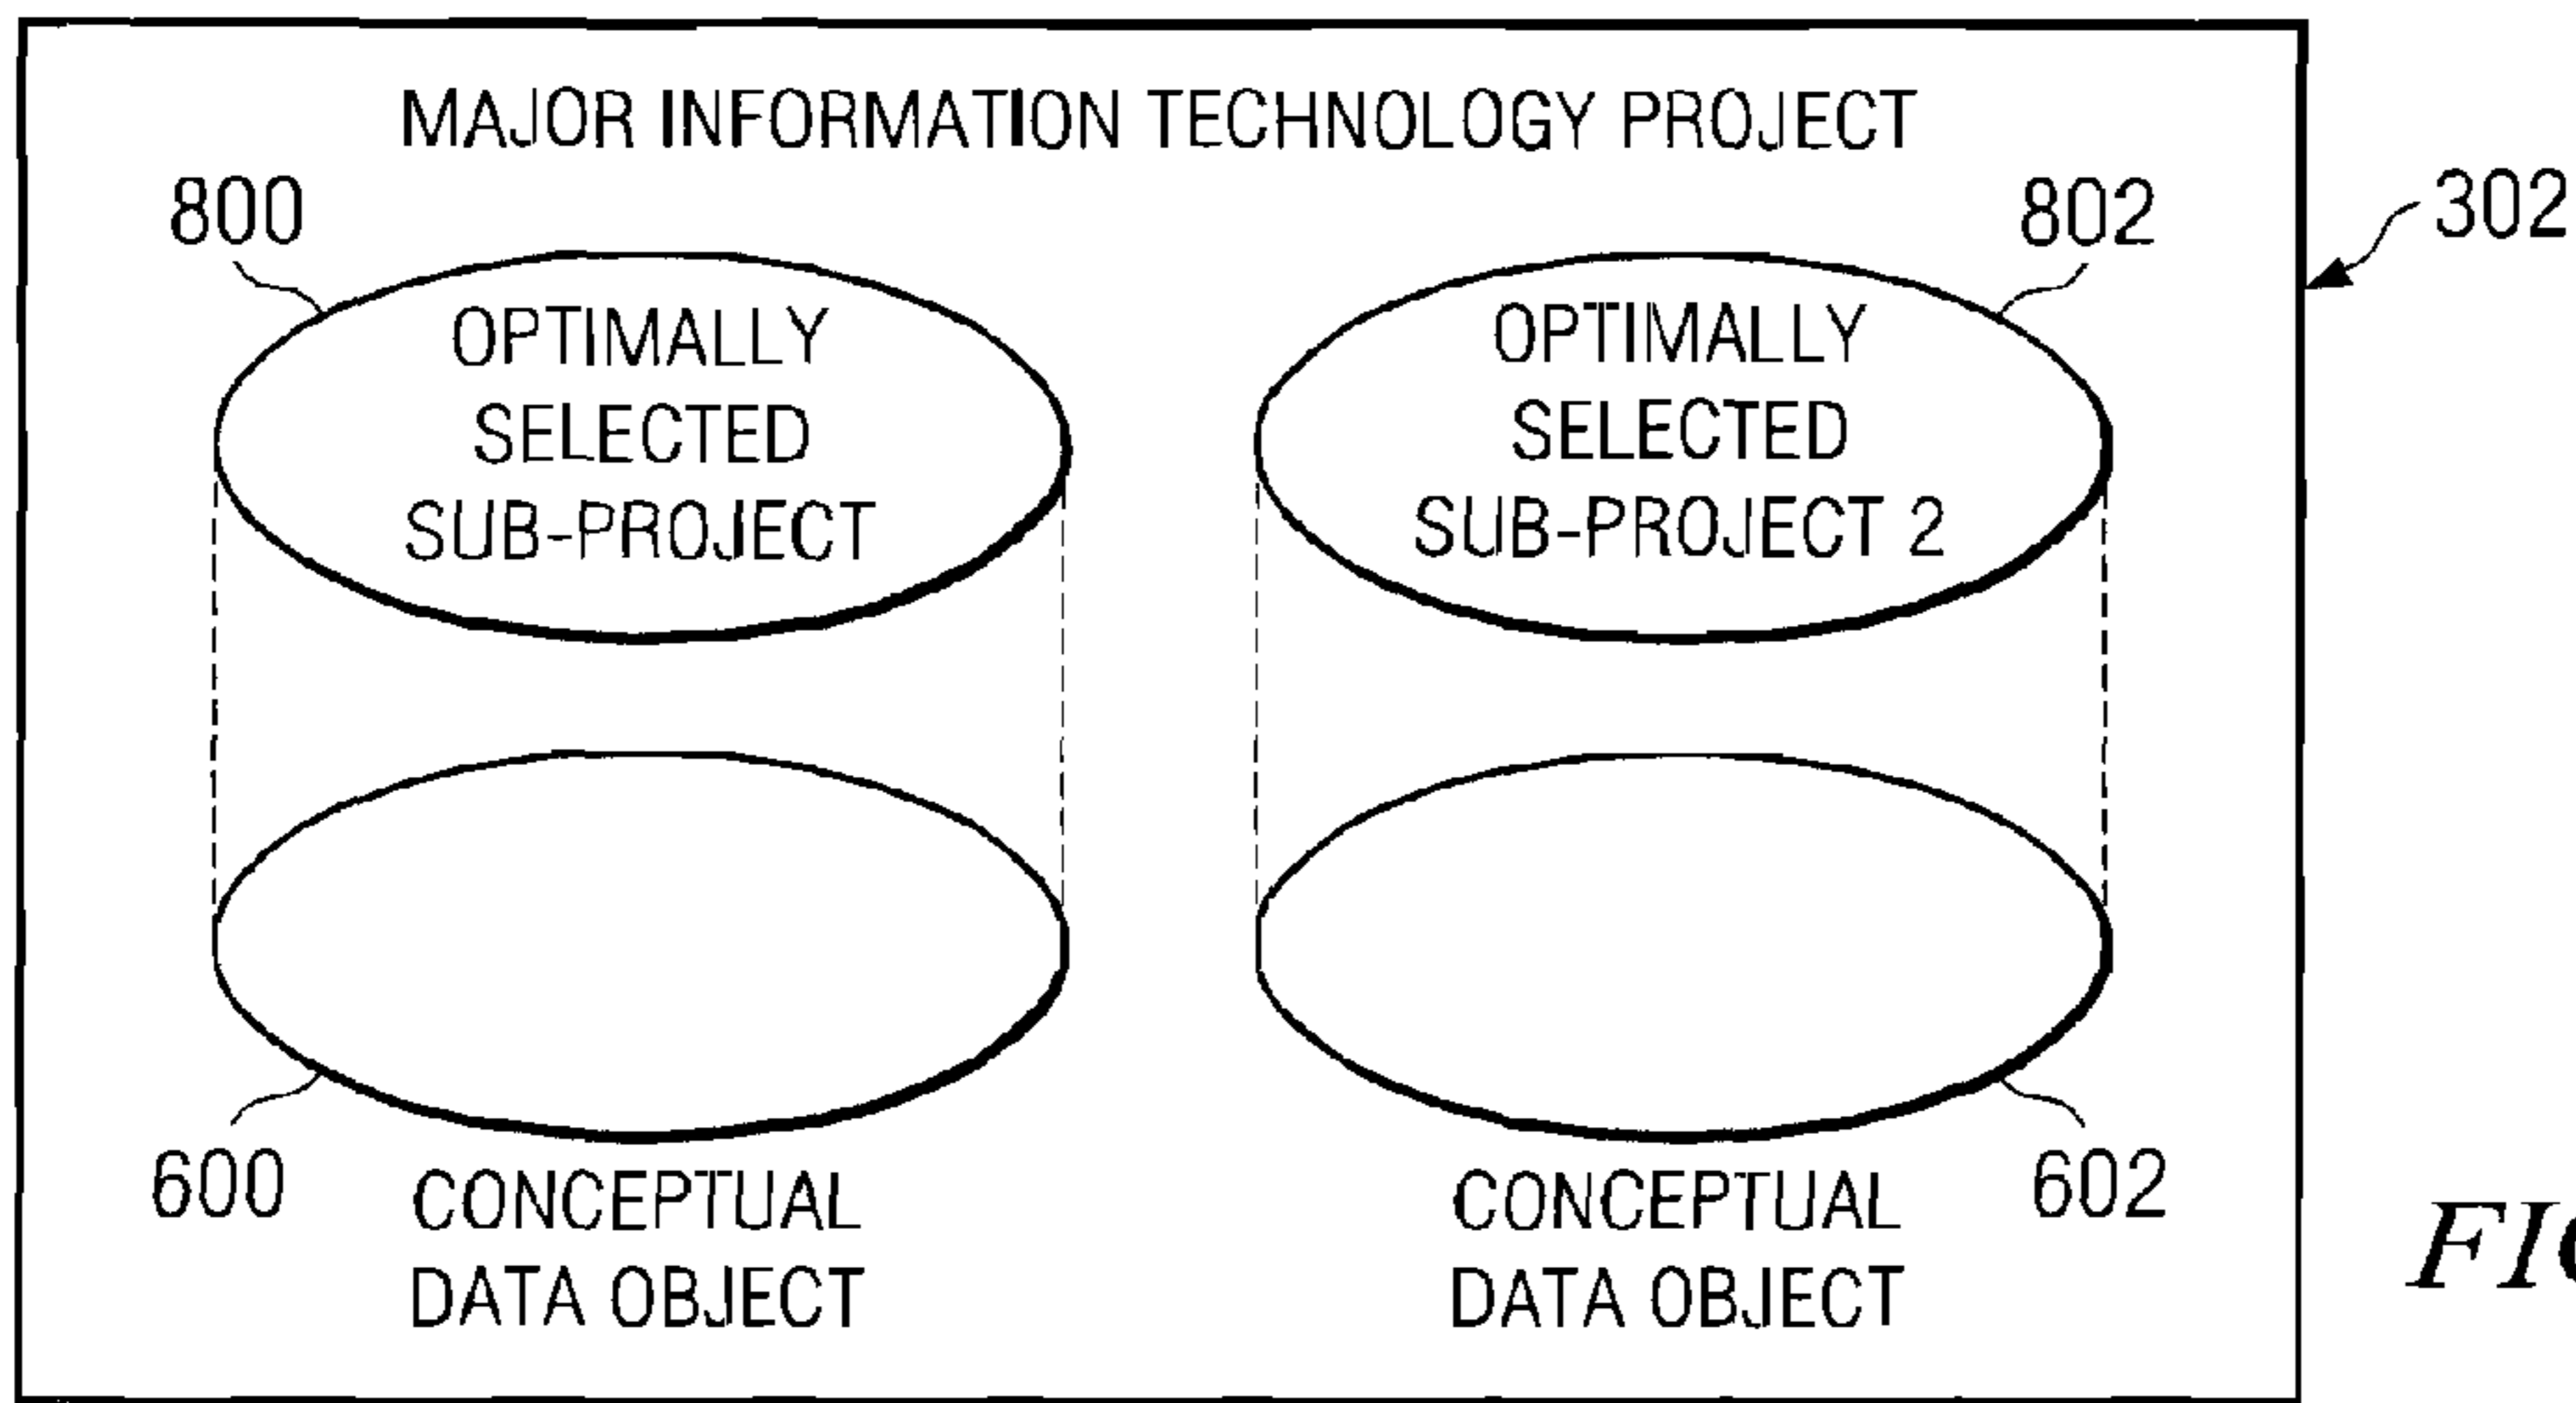 MAJOR INFORMATION TECHNOLOGY PROJECT
800
802
302
OPTIMALLY
SELECTED
SUB-PROJECT
OPTIMALLY
SELECTED
SUB-PROJECT 2
600
602
CONCEPTUAL
DATA OBJECT
CONCEPTUAL
DATA OBJECT